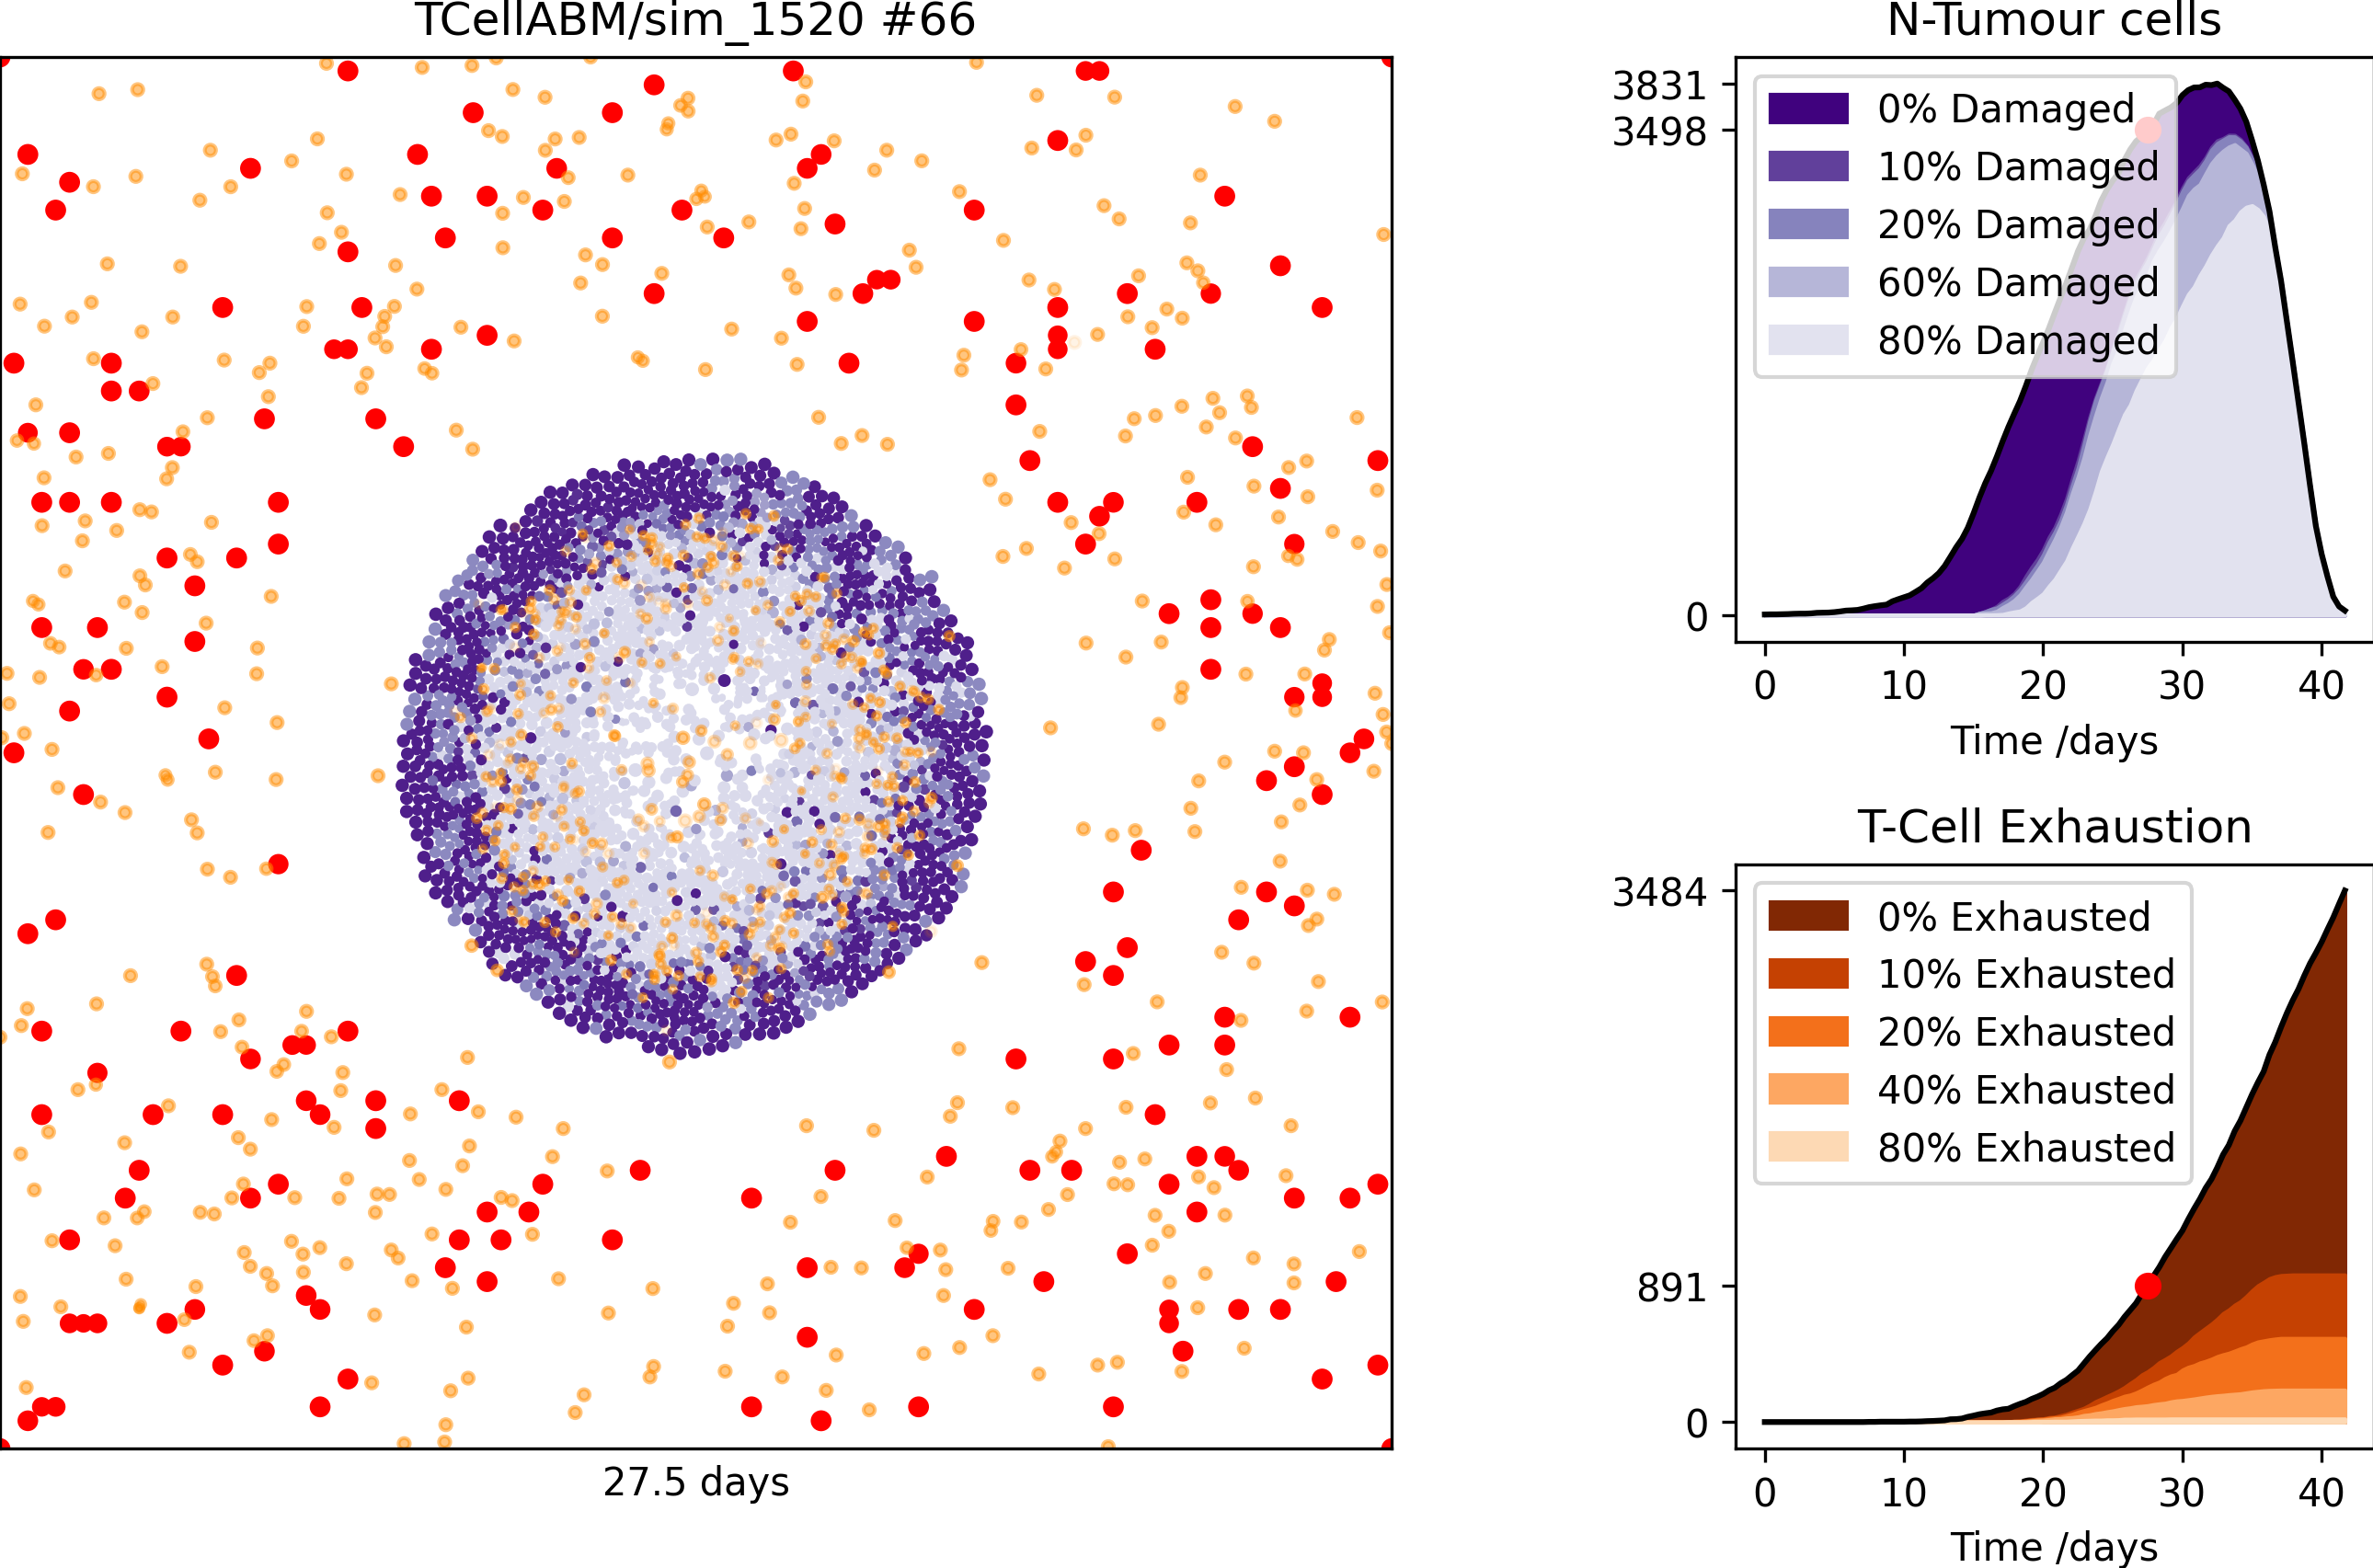 TCellABM/sim_1520 #66
27.5 days
N-Tumour cells
3831
3498
0
0% Damaged
10% Damaged
20% Damaged
60% Damaged
80% Damaged
0 10 20 30 40
Time /days
T-Cell Exhaustion
3484
891
0
0% Exhausted
10% Exhausted
20% Exhausted
40% Exhausted
80% Exhausted
0 10 20 30 40
Time /days